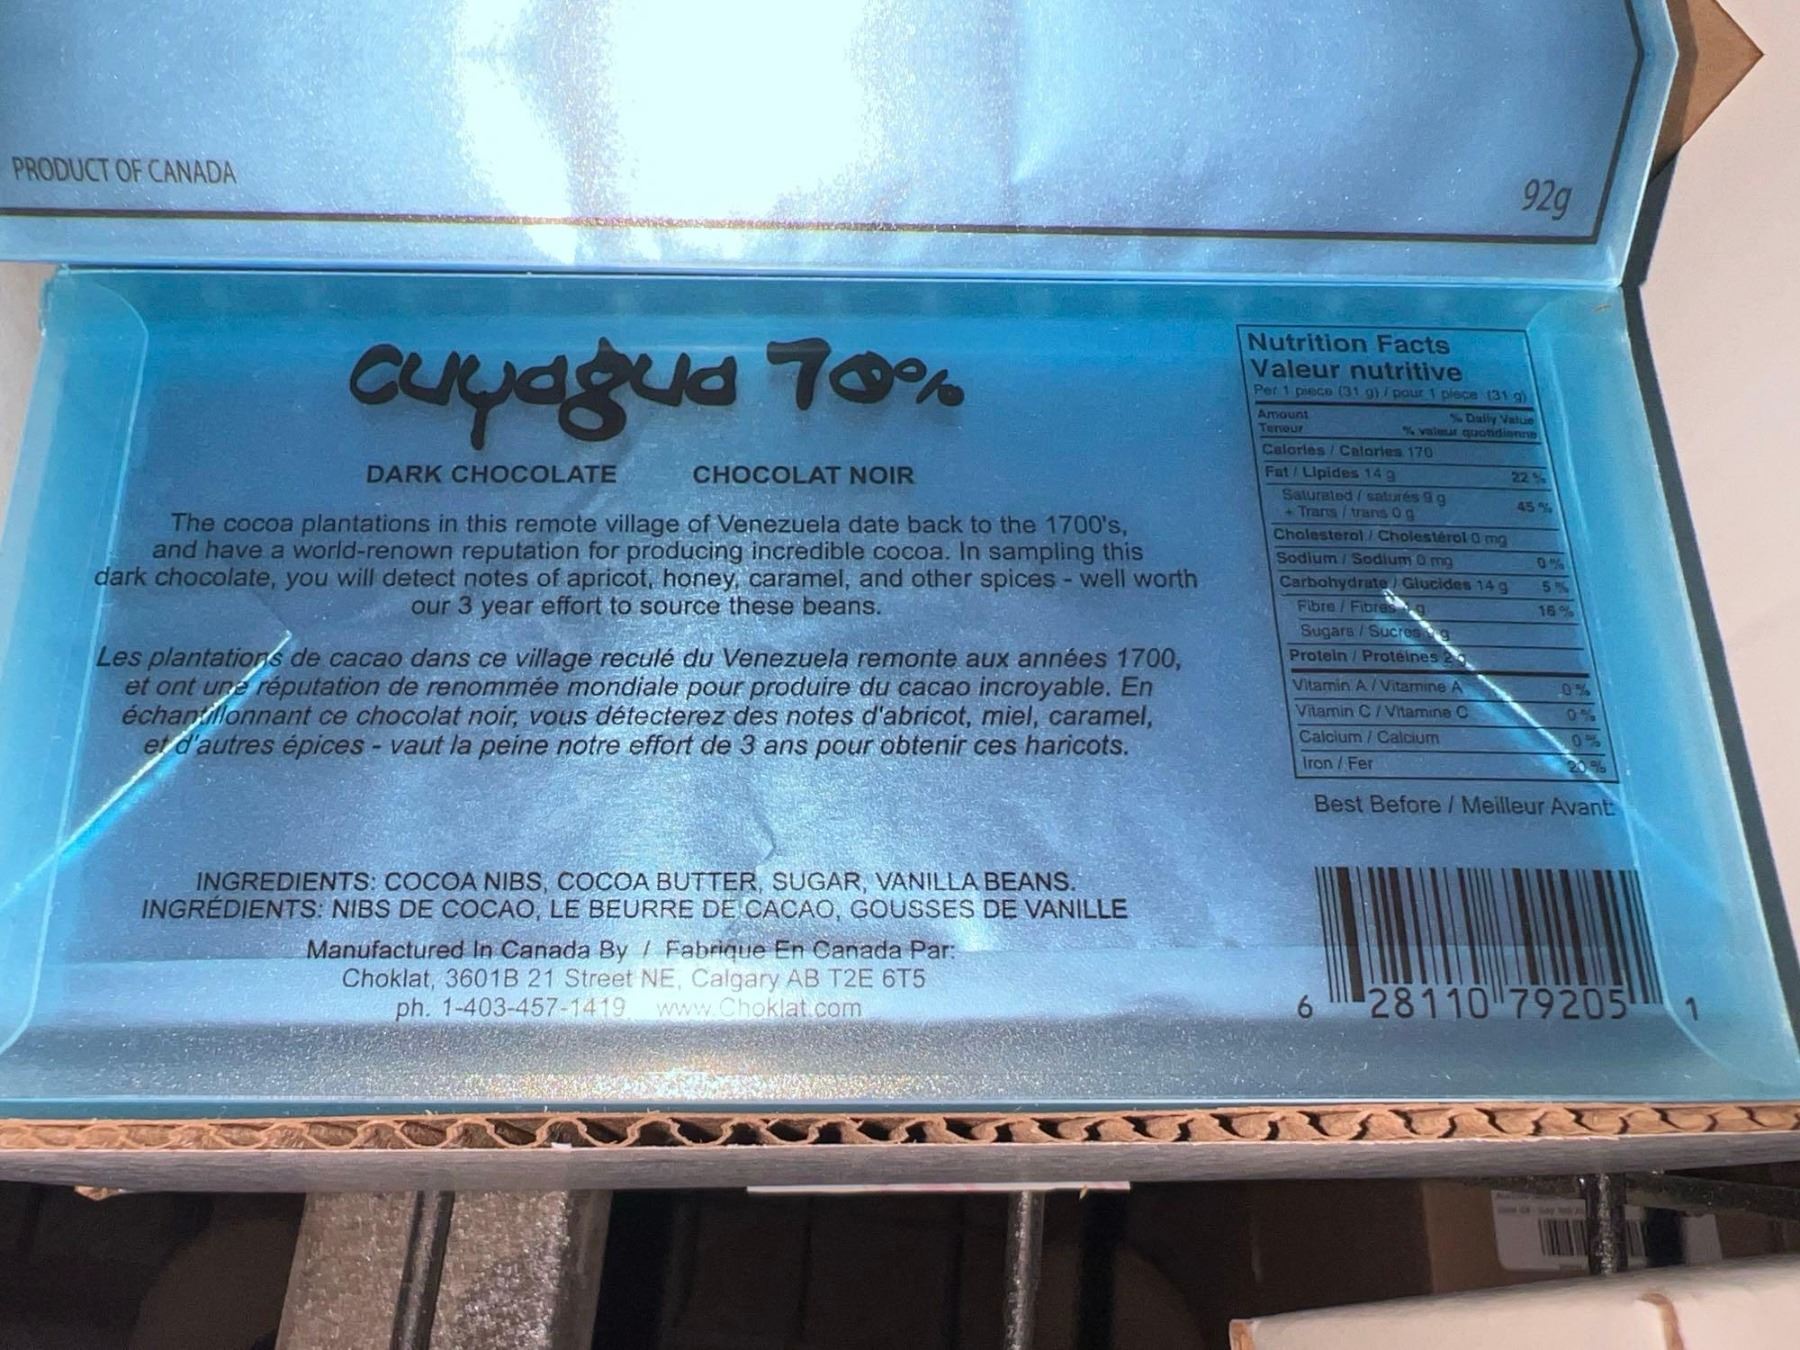 PRODUCT OF CANADA
92g
cuyagua 70%
DARK CHOCOLATE CHOCOLAT NOIR
The cocoa plantations in this remote village of Venezuela date back to the 1700's,
and have a world-renown reputation for producing incredible cocoa. In sampling this
dark chocolate, you will detect notes of apricot, honey, caramel, and other spices - well worth
our 3 year effort to source these beans.
Les plantations de cacao dans ce village reculé du Venezuela remonte aux années 1700,
et ont une réputation de renommée mondiale pour produire du cacao incroyable. En
échantillonnant ce chocolat noir, vous détecterez des notes d'abricot, miel, caramel,
et d'autres épices - vaut la peine notre effort de 3 ans pour obtenir ces haricots.
INGREDIENTS: COCOA NIBS, COCOA BUTTER, SUGAR, VANILLA BEANS.
INGRÉDIENTS: NIBS DE COCAO, LE BEURRE DE CACAO, GOUSSES DE VANILLE
Manufactured In Canada By / Fabrique En Canada Par:
Choklat, 3601B 21 Street NE, Calgary AB T2E 6T5
ph. 1-403-457-1419 www.Choklat.com
Nutrition Facts
Valeur nutritive
Per 1 piece (31 g) / pour 1 pièce (31 g)
Amount % Daily Value
Teneur % valeur quotidienne
Calories / Calories 170
Fat / Lipides 14 g 22 %
Saturated / saturés 9 g
+ Trans / trans 0 g 45 %
Cholesterol / Cholestérol 0 mg
Sodium / Sodium 0 mg 0 %
Carbohydrate / Glucides 14 g 5 %
Fibre / Fibres g 16 %
Sugars / Sucres g
Protein / Protéines 2 g
Vitamin A / Vitamine A 0 %
Vitamin C / Vitamine C 0 %
Calcium / Calcium 0 %
Iron / Fer 20 %
Best Before / Meilleur Avant:
6 28110 79205 1